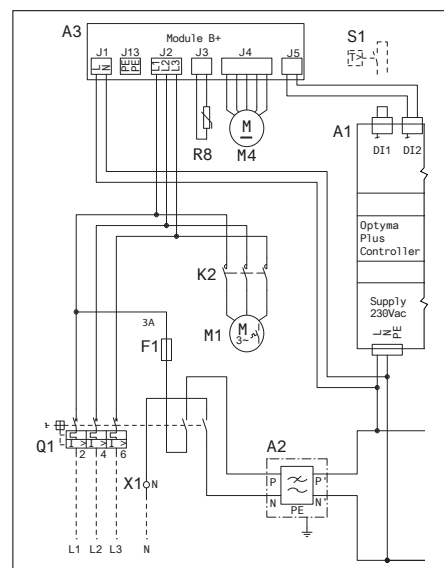 A3
Module B+
J1 J13 J2 J3 J4 J5
L N
PE PE
L1 L2 L3
S1
T>
R8
M
M4
A1
DI1 DI2
Optyma
Plus
Controller
K2
Supply
230Vac
L N PE
M1
M
3~
3A
F1
Q1
I> I> I>
2 4 6
X1 N
A2
P P'
N N'
PE
L1 L2 L3 N